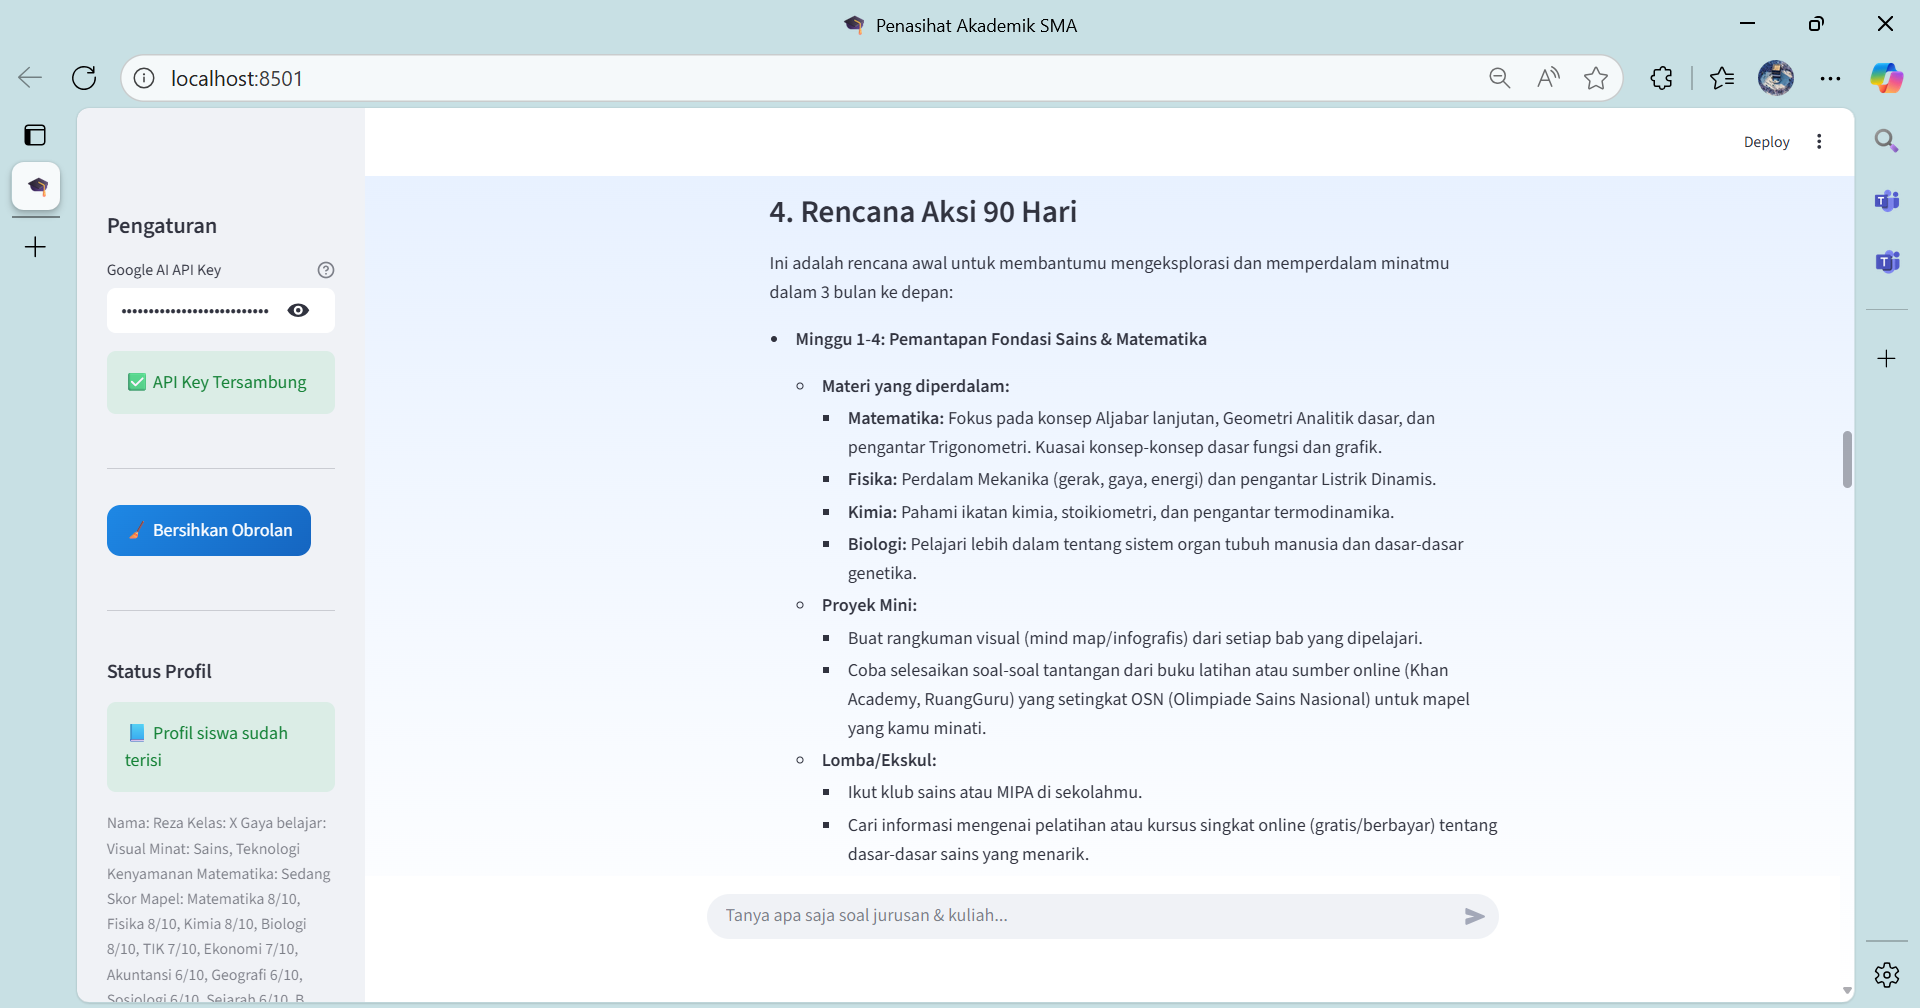 Penasihat Akademik SMA
localhost:8501
Deploy
Pengaturan
Google AI API Key
API Key Tersambung
Bersihkan Obrolan
Status Profil
Profil siswa sudah
terisi
Nama: Reza Kelas: X Gaya belajar:
Visual Minat: Sains, Teknologi
Kenyamanan Matematika: Sedang
Skor Mapel: Matematika 8/10,
Fisika 8/10, Kimia 8/10, Biologi
8/10, TIK 7/10, Ekonomi 7/10,
Akuntansi 6/10, Geografi 6/10,
Sosiologi 6/10, Sejarah 6/10, B.
4. Rencana Aksi 90 Hari
Ini adalah rencana awal untuk membantumu mengeksplorasi dan memperdalam minatmu
dalam 3 bulan ke depan:
• Minggu 1-4: Pemantapan Fondasi Sains & Matematika
Materi yang diperdalam:
Matematika: Fokus pada konsep Aljabar lanjutan, Geometri Analitik dasar, dan
pengantar Trigonometri. Kuasai konsep-konsep dasar fungsi dan grafik.
Fisika: Perdalam Mekanika (gerak, gaya, energi) dan pengantar Listrik Dinamis.
Kimia: Pahami ikatan kimia, stoikiometri, dan pengantar termodinamika.
Biologi: Pelajari lebih dalam tentang sistem organ tubuh manusia dan dasar-dasar
genetika.
Proyek Mini:
Buat rangkuman visual (mind map/infografis) dari setiap bab yang dipelajari.
Coba selesaikan soal-soal tantangan dari buku latihan atau sumber online (Khan
Academy, RuangGuru) yang setingkat OSN (Olimpiade Sains Nasional) untuk mapel
yang kamu minati.
Lomba/Ekskul:
Ikut klub sains atau MIPA di sekolahmu.
Cari informasi mengenai pelatihan atau kursus singkat online (gratis/berbayar) tentang
dasar-dasar sains yang menarik.
Tanya apa saja soal jurusan & kuliah...